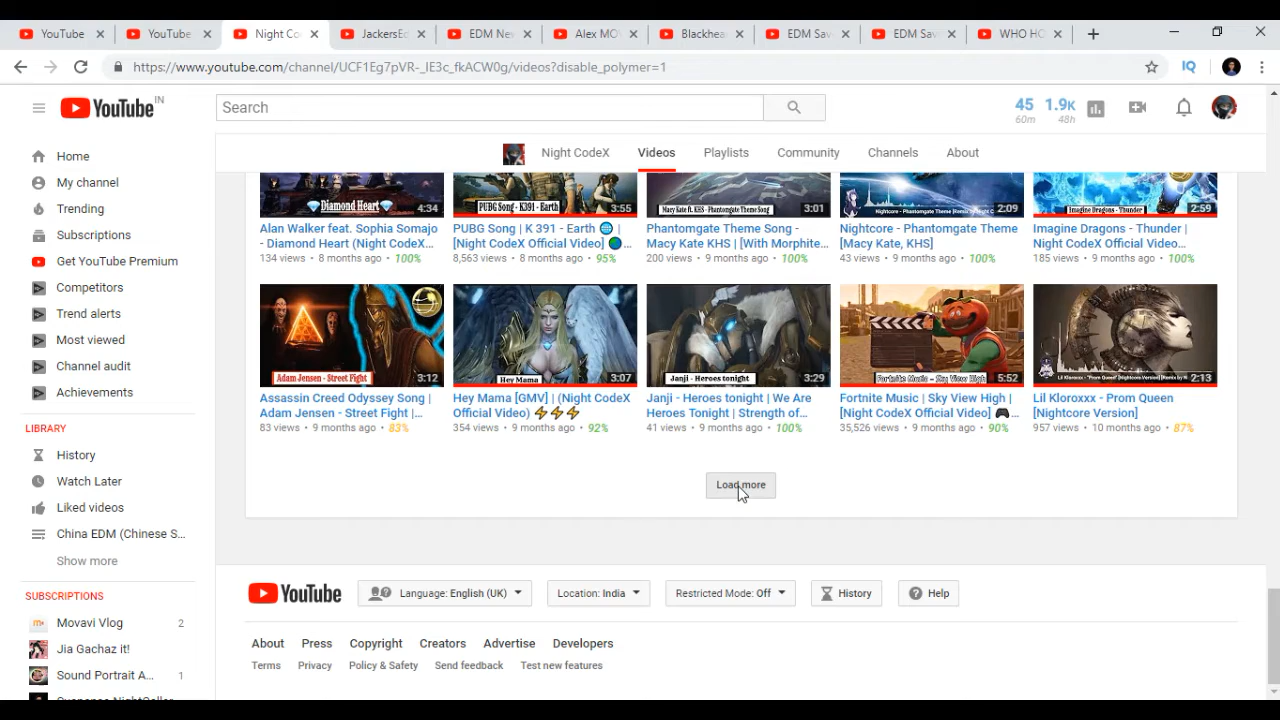 YouTube YouTube Night Co JackersEd EDM Ne Alex MO Blackhea EDM Sav EDM Sav WHO HO
https://www.youtube.com/channel/UCF1Eg7pVR-_IE3c_fkACW0g/videos?disable_polymer=1 IQ
YouTube IN Search 45 60m 1.9K 48h
Night CodeX Videos Playlists Community Channels About
Home
My channel
Trending
Subscriptions
Get YouTube Premium
Competitors
Trend alerts
Most viewed
Channel audit
Achievements
LIBRARY
History
Watch Later
Liked videos
China EDM (Chinese S...
Show more
SUBSCRIPTIONS
Movavi Vlog 2
Jia Gachaz it!
Sound Portrait A... 1
💎Diamond Heart💎 4:34
Alan Walker feat. Sophia Somajo
- Diamond Heart (Night CodeX...
134 views • 8 months ago • 100%
PUBG Song - K391 - Earth 3:55
PUBG Song | K 391 - Earth 🌐 |
[Night CodeX Official Video] 🌍...
8,563 views • 8 months ago • 95%
Macy Kate ft. KHS - Phantomgate Theme Song 3:01
Phantomgate Theme Song -
Macy Kate KHS | [With Morphite...
200 views • 9 months ago • 100%
2:09
Nightcore - Phantomgate Theme
[Macy Kate, KHS]
43 views • 9 months ago • 100%
Imagine Dragons - Thunder 2:59
Imagine Dragons - Thunder |
Night CodeX Official Video...
185 views • 9 months ago • 100%
Adam Jensen - Street Fight 3:12
Assassin Creed Odyssey Song |
Adam Jensen - Street Fight |...
83 views • 9 months ago • 83%
Hey Mama 3:07
Hey Mama [GMV] | (Night CodeX
Official Video) ⚡⚡⚡
354 views • 9 months ago • 92%
Janji - Heroes tonight 3:29
Janji - Heroes tonight | We Are
Heroes Tonight | Strength of...
41 views • 9 months ago • 100%
Fortnite Music - Sky View High 5:52
Fortnite Music | Sky View High |
[Night CodeX Official Video] 🎮...
35,526 views • 9 months ago • 90%
2:13
Lil Kloroxxx - Prom Queen
[Nightcore Version]
957 views • 10 months ago • 87%
Load more
YouTube Language: English (UK) Location: India Restricted Mode: Off History Help
About Press Copyright Creators Advertise Developers
Terms Privacy Policy & Safety Send feedback Test new features